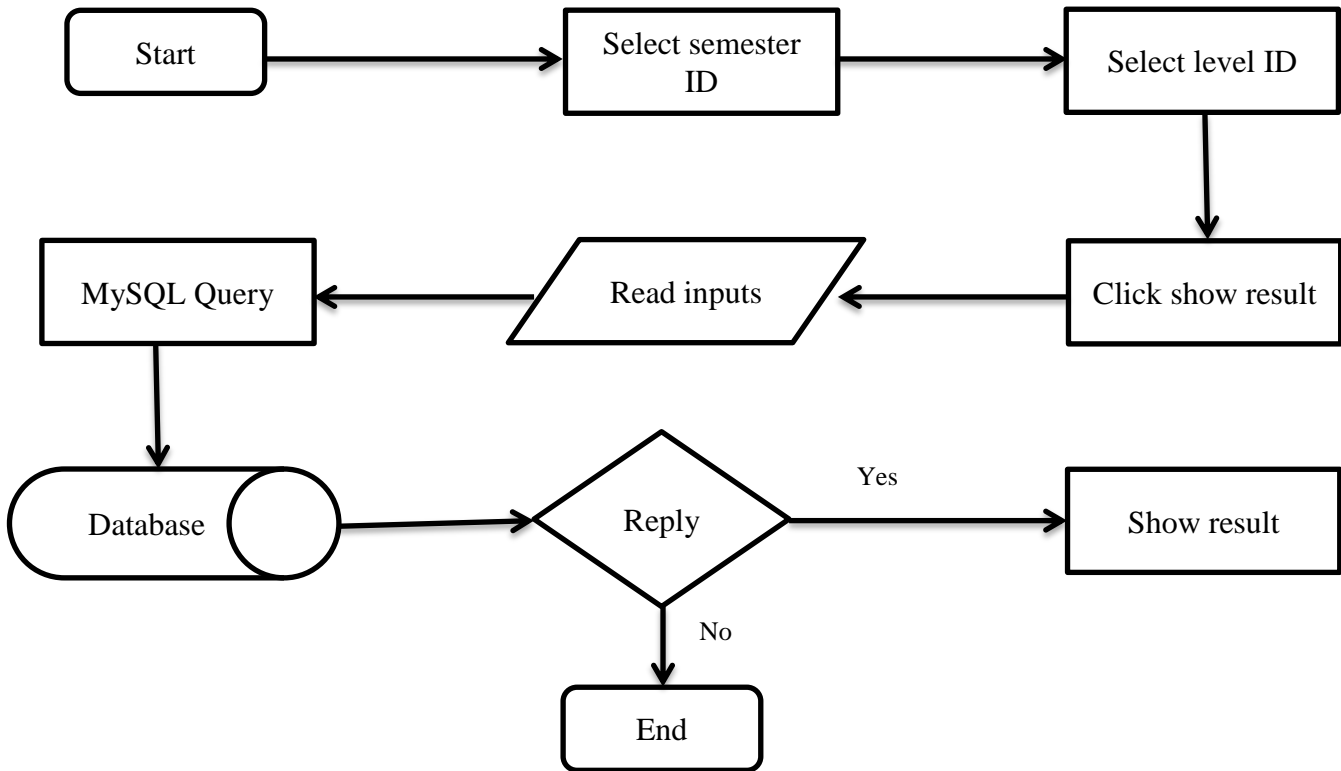 Start
Select semester
ID
Select level ID
MySQL Query
Read inputs
Click show result
Database
Reply
Yes
Show result
No
End